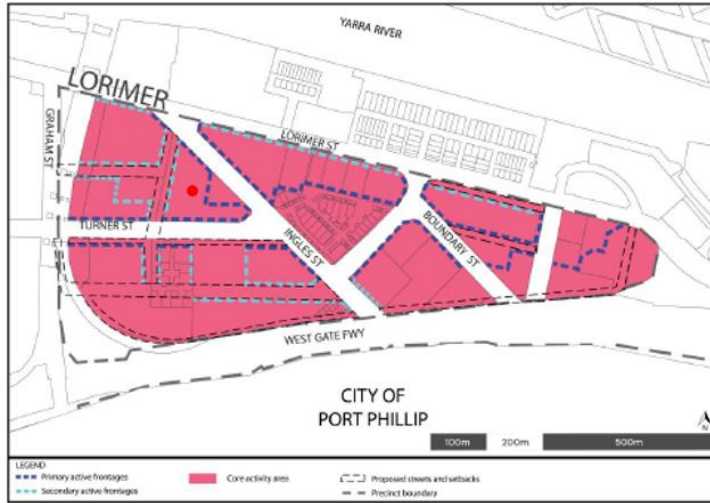 YARRA RIVER
LORIMER
GRAHAM ST
LORIMER ST
TURNER ST
INGLES ST
BOUNDARY ST
WEST GATE FWY
CITY OF
PORT PHILLIP
N
100m 200m 500m
LEGEND
Primary active frontages
Secondary active frontages
Core activity area
Proposed streets and setbacks
Precinct boundary